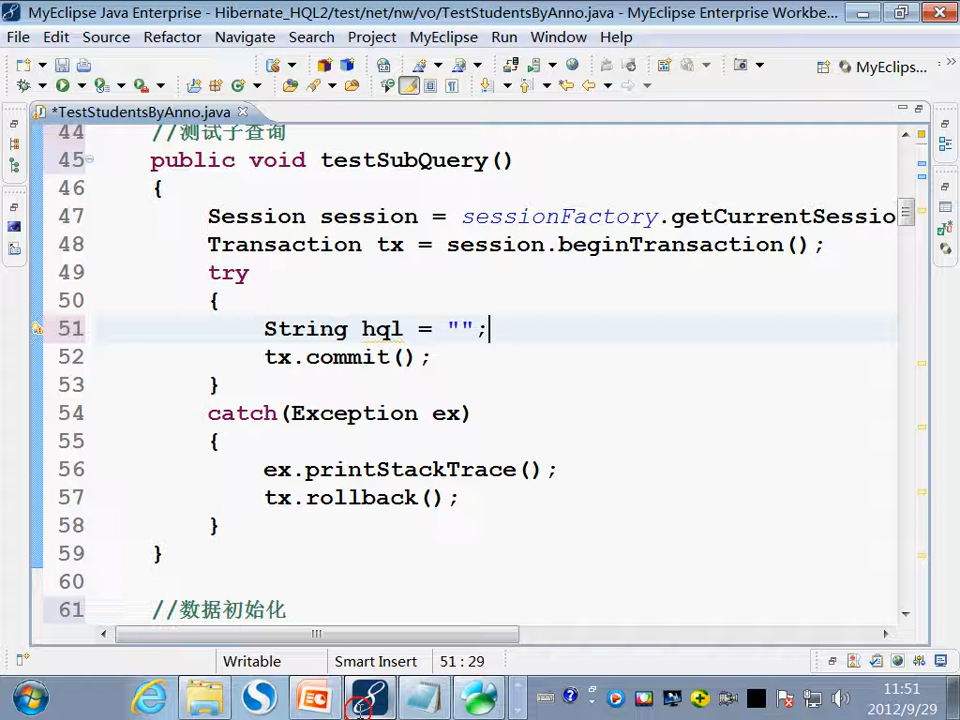 MyEclipse Java Enterprise - Hibernate_HQL2/test/net/nw/vo/TestStudentsByAnno.java - MyEclipse Enterprise Workbe...
File Edit Source Refactor Navigate Search Project MyEclipse Run Window Help
MyEclips...
*TestStudentsByAnno.java
44 //测试子查询
45 public void testSubQuery()
46 {
47 Session session = sessionFactory.getCurrentSessio
48 Transaction tx = session.beginTransaction();
49 try
50 {
51 String hql = "";
52 tx.commit();
53 }
54 catch(Exception ex)
55 {
56 ex.printStackTrace();
57 tx.rollback();
58 }
59 }
60
61 //数据初始化
Writable Smart Insert 51 : 29
11:51
2012/9/29